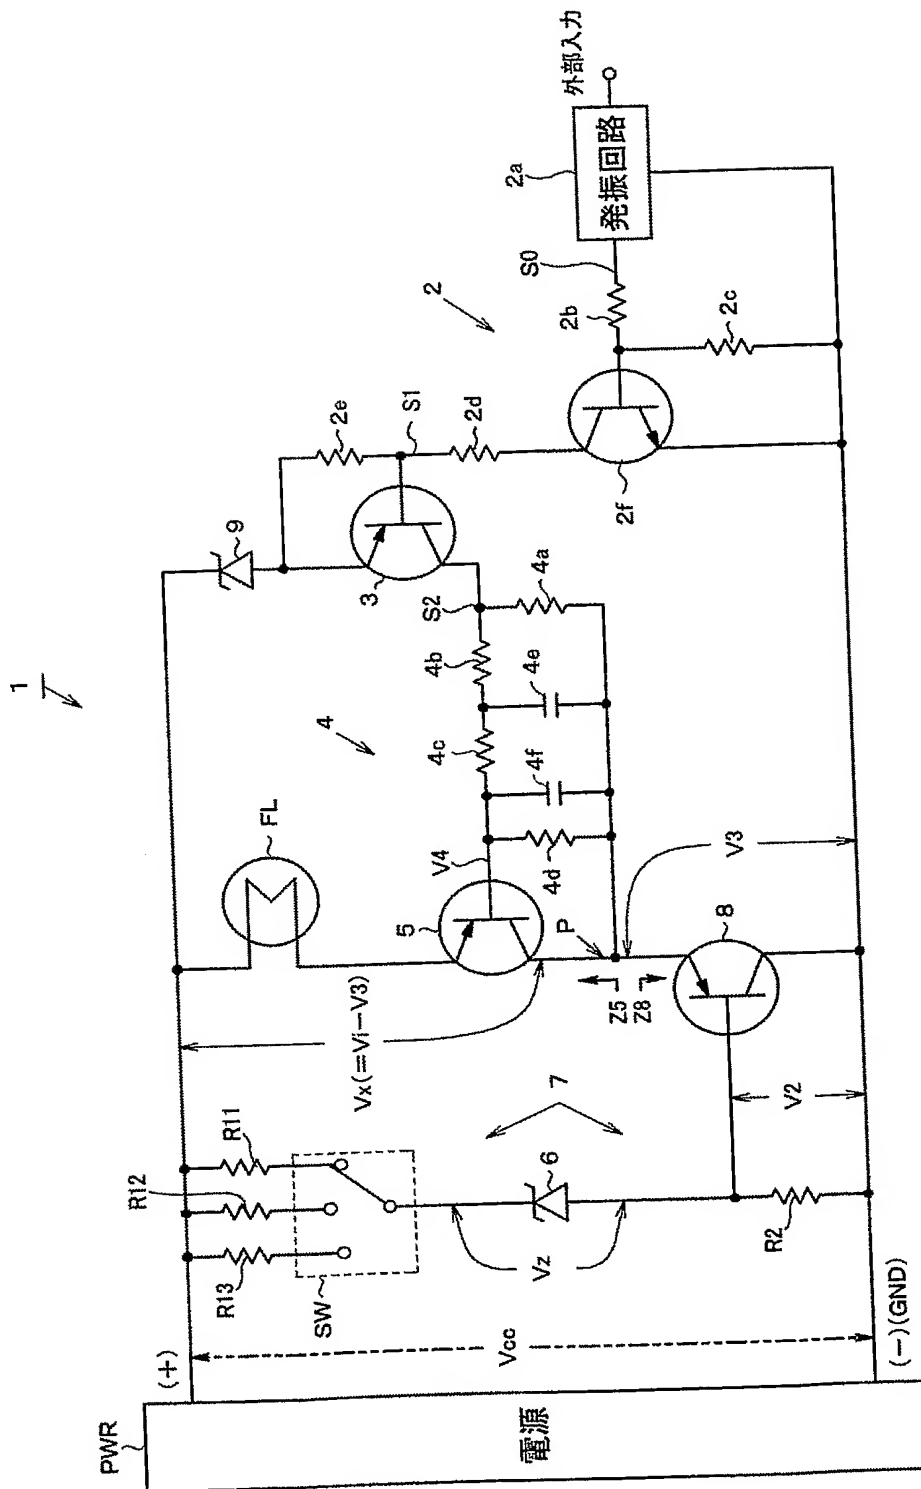 1
PWR
電源
(+)
(−)(GND)
Vcc
R11
R12
R13
SW
Vz
6
7
R2
V2
Vx(=Vi−V3)
FL
5
V4
P
Z5
Z8
8
V3
4
4a
4b
4c
4d
4e
4f
S2
3
9
2e
S1
2d
2f
2
2b
2c
S0
2a
発振回路
外部入力